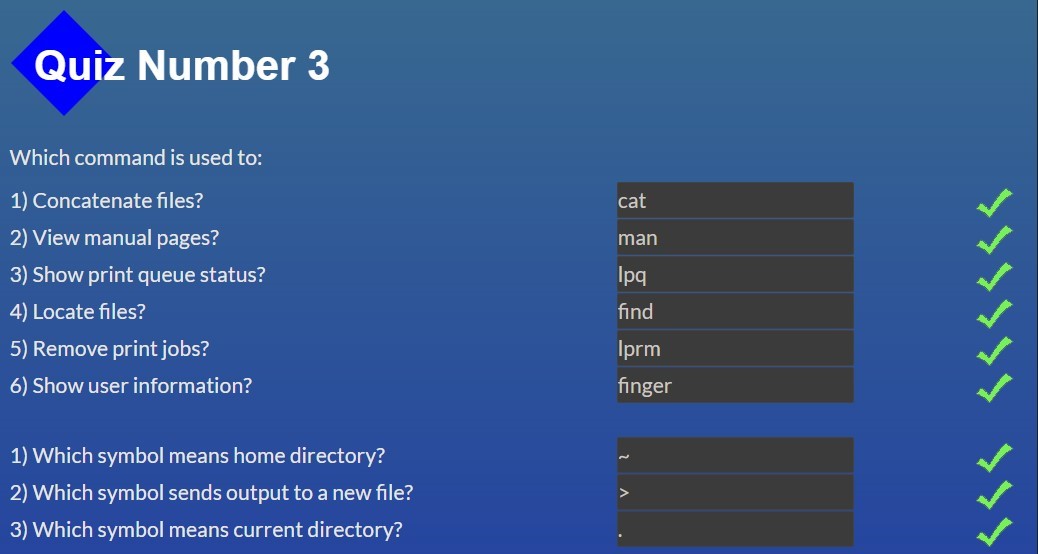 Quiz Number 3
Which command is used to:
1) Concatenate files? cat
2) View manual pages? man
3) Show print queue status? lpq
4) Locate files? find
5) Remove print jobs? lprm
6) Show user information? finger
1) Which symbol means home directory? ~
2) Which symbol sends output to a new file? >
3) Which symbol means current directory? .